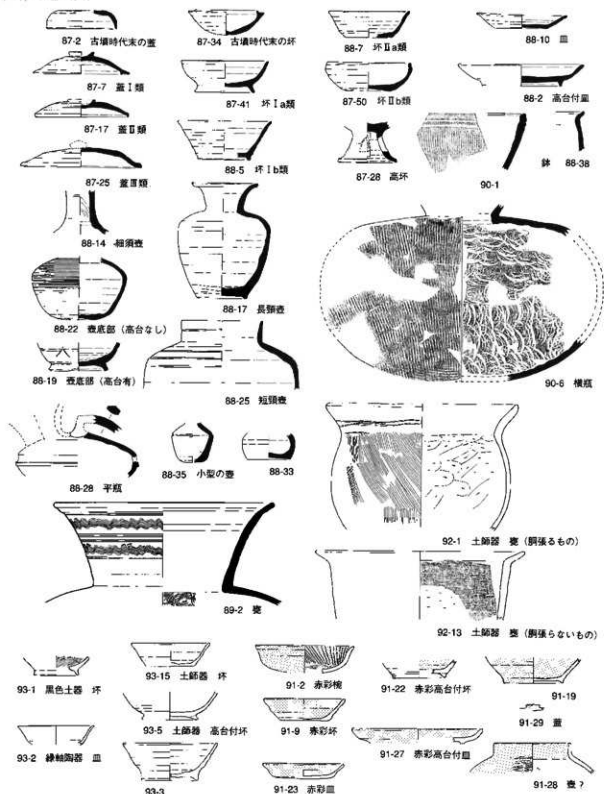 87-2 古墳時代末の蓋
87-34 古墳時代末の坏
88-7 坏Ⅱa類
88-10 皿
87-7 蓋Ⅰ類
87-41 坏Ⅰa類
87-50 坏Ⅱb類
88-2 高台付皿
87-17 蓋Ⅱ類
88-5 坏Ⅰb類
87-28 高坏
90-1
鉢 88-38
87-25 蓋Ⅲ類
88-14 細頸壺
88-17 長頸壺
88-22 壺底部（高台なし）
88-19 壺底部（高台有）
88-25 短頸壺
90-6 横瓶
88-28 平瓶
88-35 小型の壺
88-33
92-1 土師器 甕（胴張るもの）
89-2 甕
92-13 土師器 甕（胴張らないもの）
93-1 黒色土器 坏
93-15 土師器 坏
91-2 赤彩椀
91-22 赤彩高台付坏
91-19
93-5 土師器 高台付坏
91-9 赤彩坏
91-29 蓋
93-2 緑釉陶器 皿
91-27 赤彩高台付皿
93-3
91-23 赤彩皿
91-28 壺？